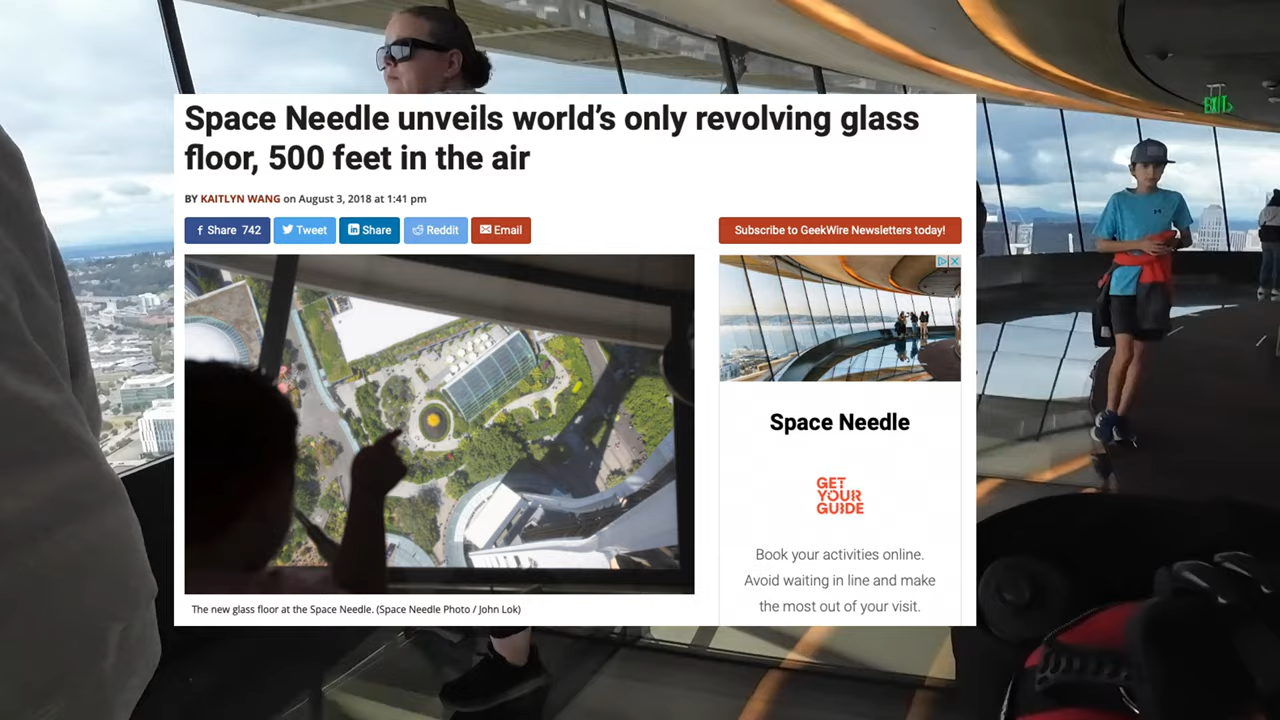 EXIT
Space Needle unveils world's only revolving glass
floor, 500 feet in the air
BY KAITLYN WANG on August 3, 2018 at 1:41 pm
Share 742
Tweet
Share
Reddit
Email
Subscribe to GeekWire Newsletters today!
The new glass floor at the Space Needle. (Space Needle Photo / John Lok)
Space Needle
GET
YOUR
GUIDE
Book your activities online.
Avoid waiting in line and make
the most out of your visit.